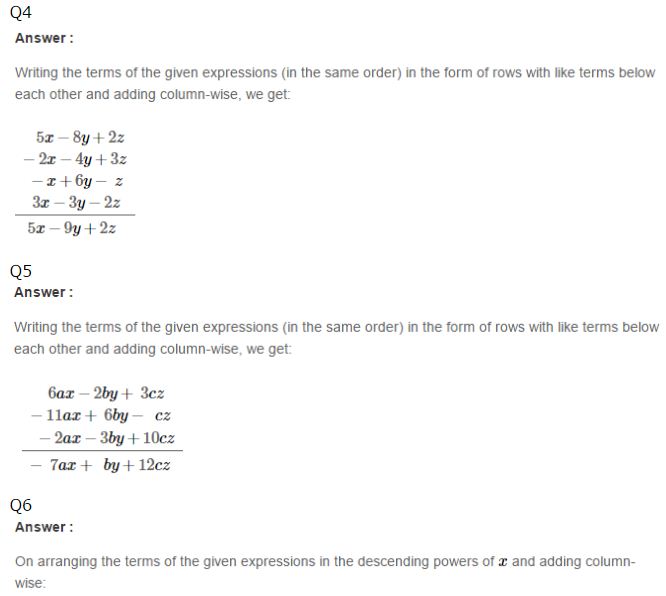 Q4
Answer :
Writing the terms of the given expressions (in the same order) in the form of rows with like terms below
each other and adding column-wise, we get:
5x − 8y + 2z
− 2x − 4y + 3z
− x + 6y − z
3x − 3y − 2z
5x − 9y + 2z
Q5
Answer :
Writing the terms of the given expressions (in the same order) in the form of rows with like terms below
each other and adding column-wise, we get:
6ax − 2by + 3cz
− 11ax + 6by − cz
− 2ax − 3by + 10cz
− 7ax + by + 12cz
Q6
Answer :
On arranging the terms of the given expressions in the descending powers of x and adding column-
wise: